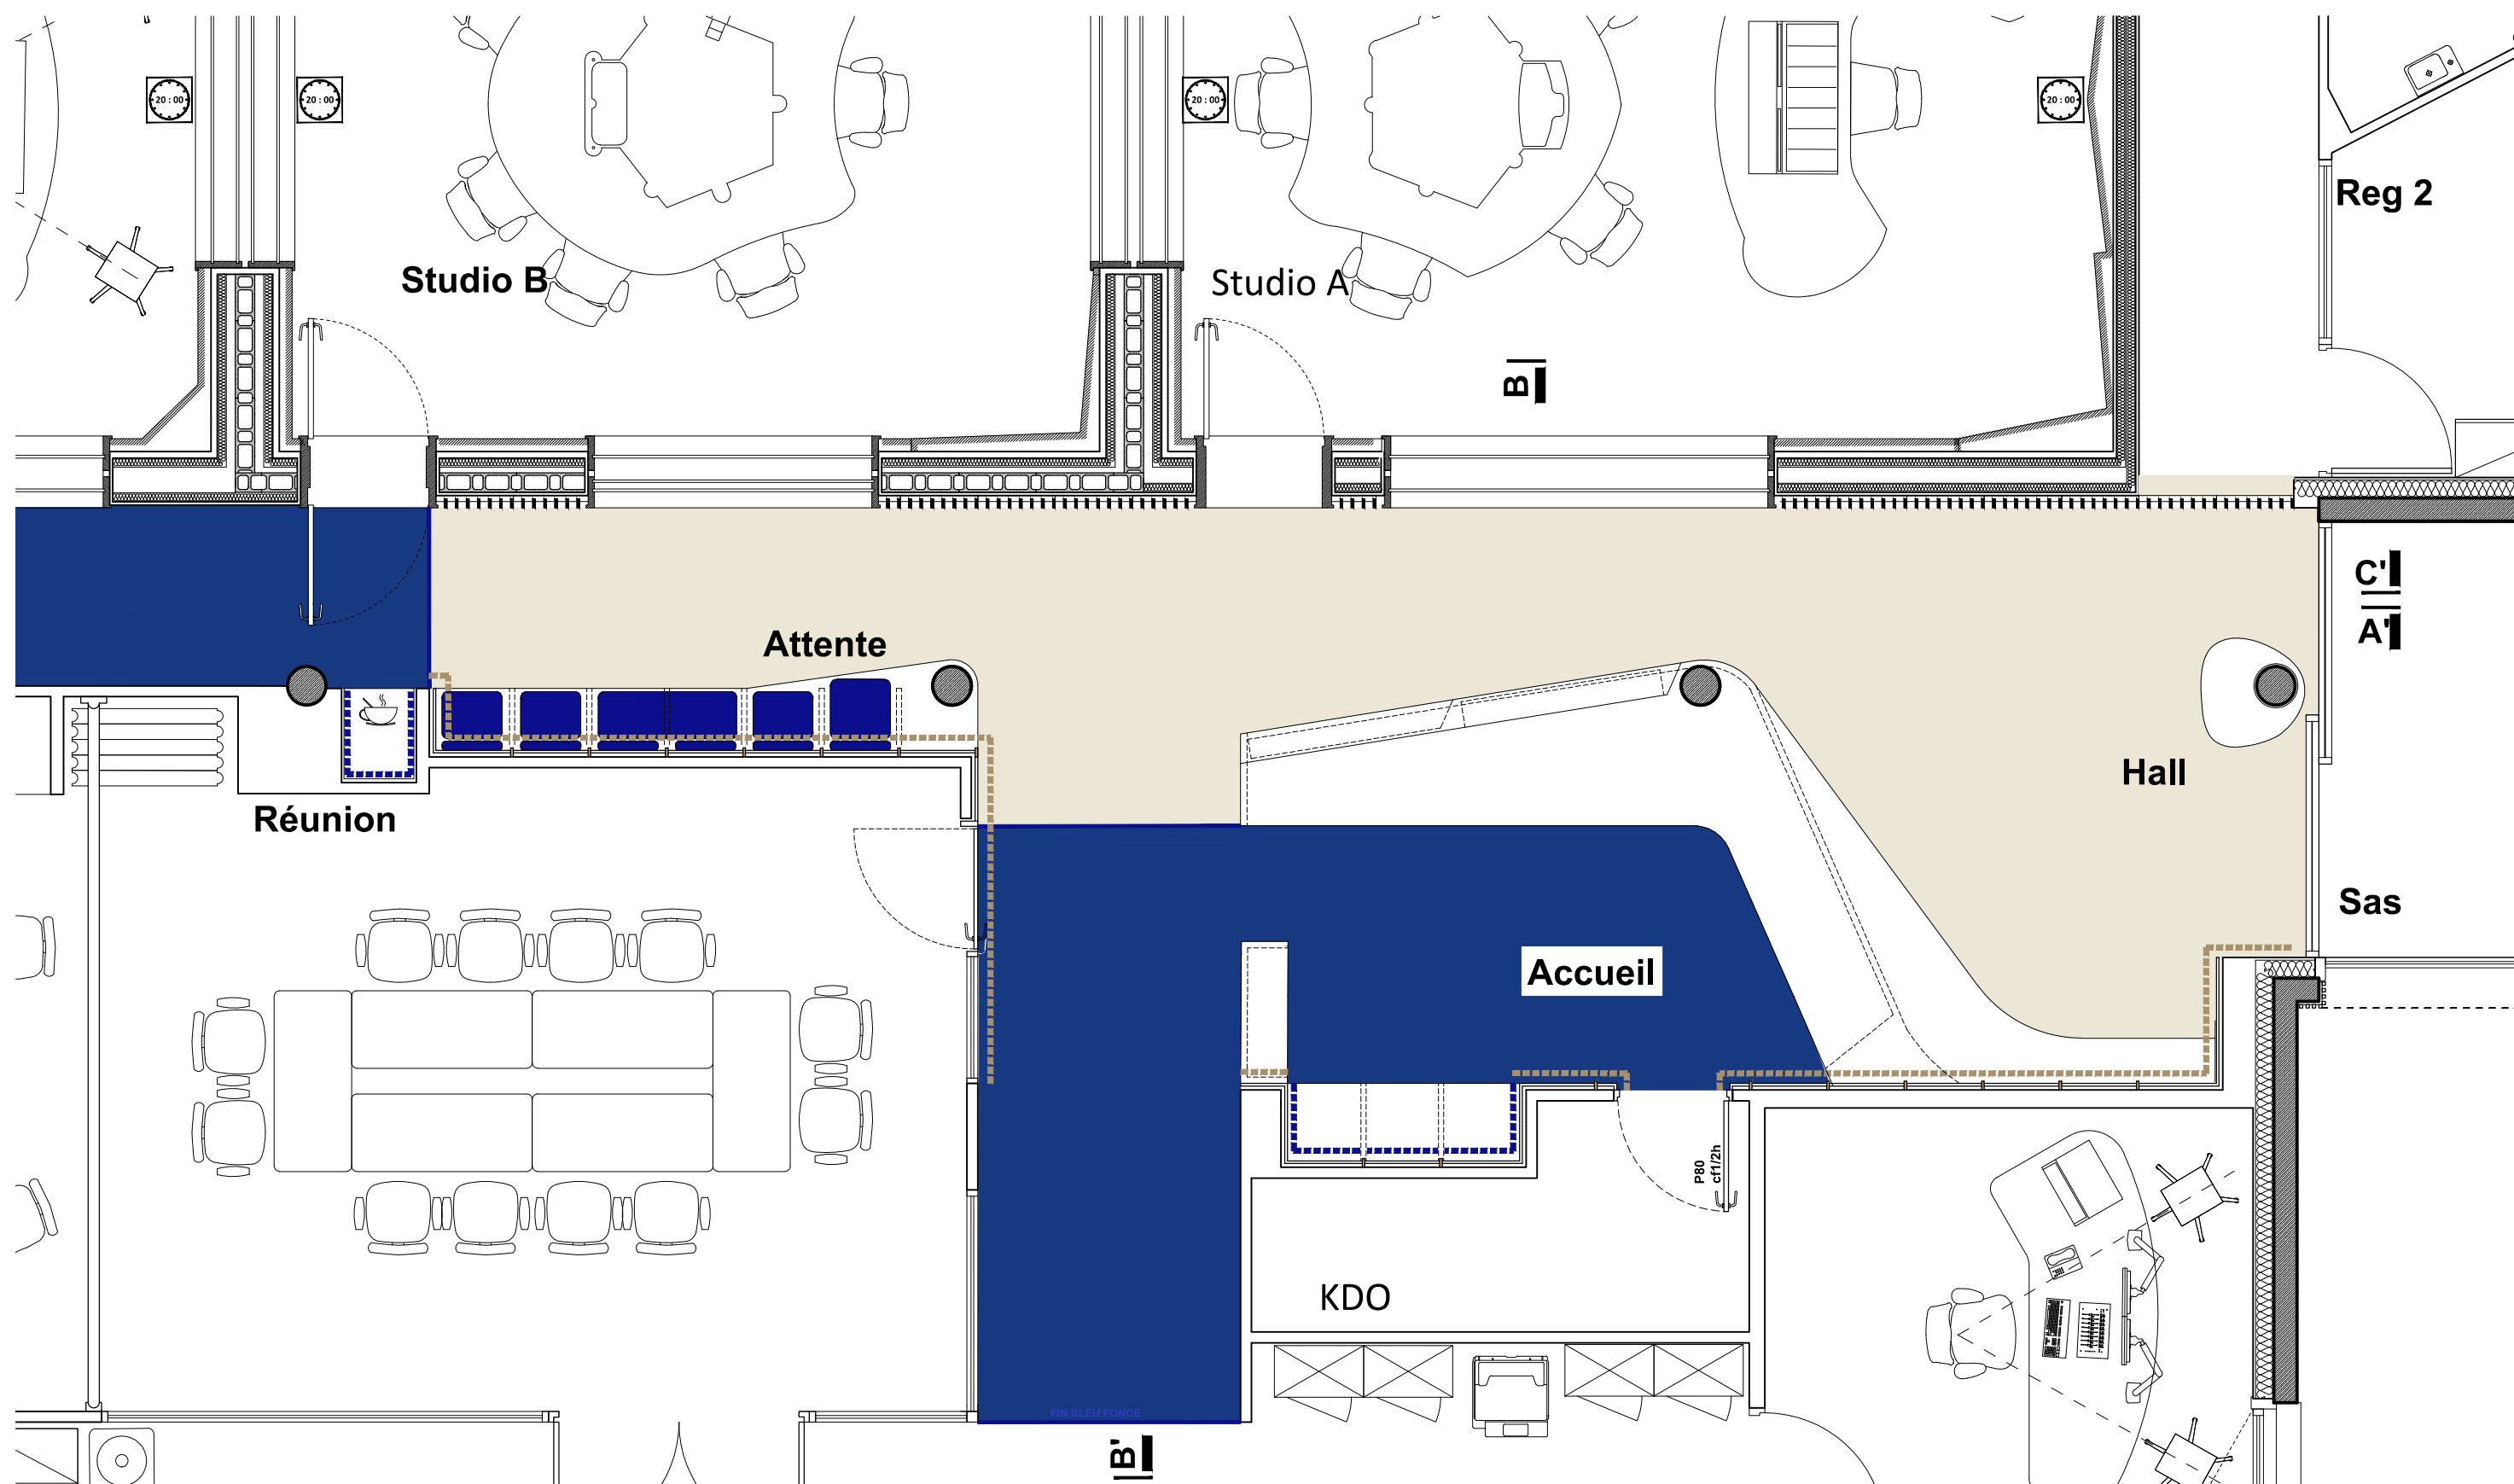 20 : 00
20 : 00
20 : 00
20 : 00
Reg 2
Studio B
Studio A
B
C'
A'
Attente
Hall
Réunion
Sas
Accueil
P80
cf1/2h
KDO
FIN BLEU FONCE
B'